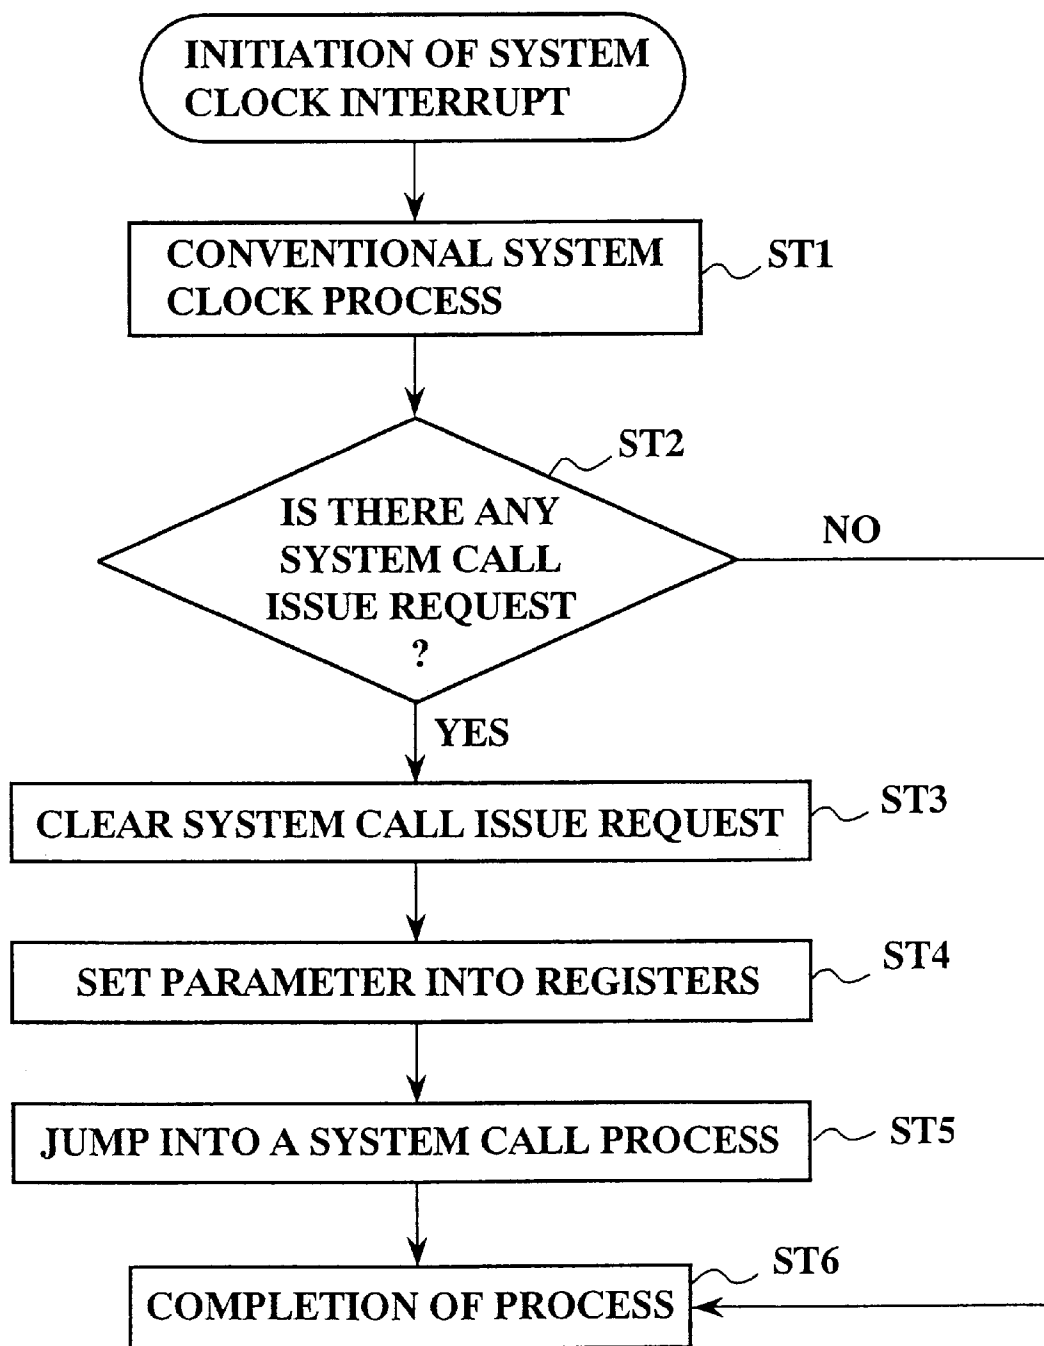 INITIATION OF SYSTEM
CLOCK INTERRUPT
CONVENTIONAL SYSTEM
CLOCK PROCESS
ST1
ST2
IS THERE ANY
SYSTEM CALL
ISSUE REQUEST
?
NO
YES
CLEAR SYSTEM CALL ISSUE REQUEST
ST3
SET PARAMETER INTO REGISTERS
ST4
JUMP INTO A SYSTEM CALL PROCESS
ST5
COMPLETION OF PROCESS
ST6